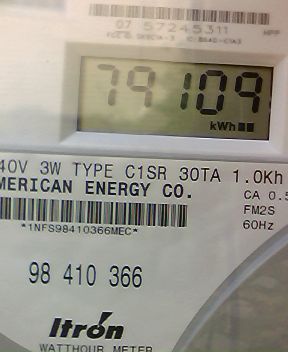 07 57245311
79109
kWh
40V 3W TYPE C1SR 30TA 1.0Kh
MERICAN ENERGY CO.
CA 0.5
FM2S
60Hz
*1NFS98410366MEC*
98 410 366
Itron
WATTHOUR METER